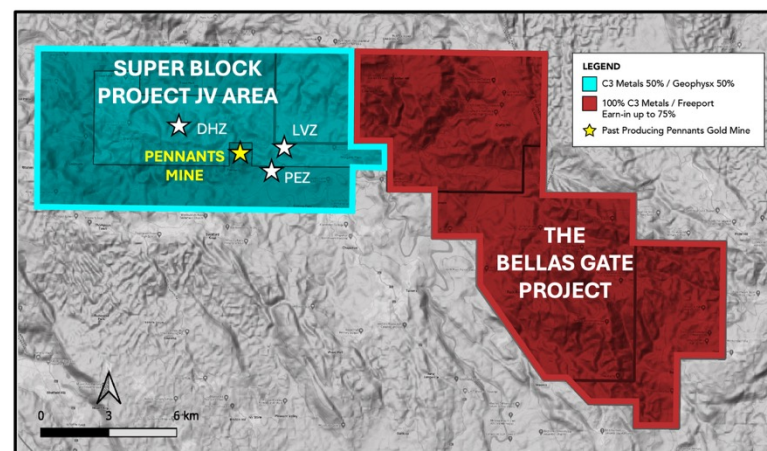 SUPER BLOCK
PROJECT JV AREA
DHZ
LVZ
PENNANTS
MINE
PEZ
THE
BELLAS GATE
PROJECT
LEGEND
C3 Metals 50% / Geophysx 50%
100% C3 Metals / Freeport
Earn-in up to 75%
Past Producing Pennants Gold Mine
0 3 6 km